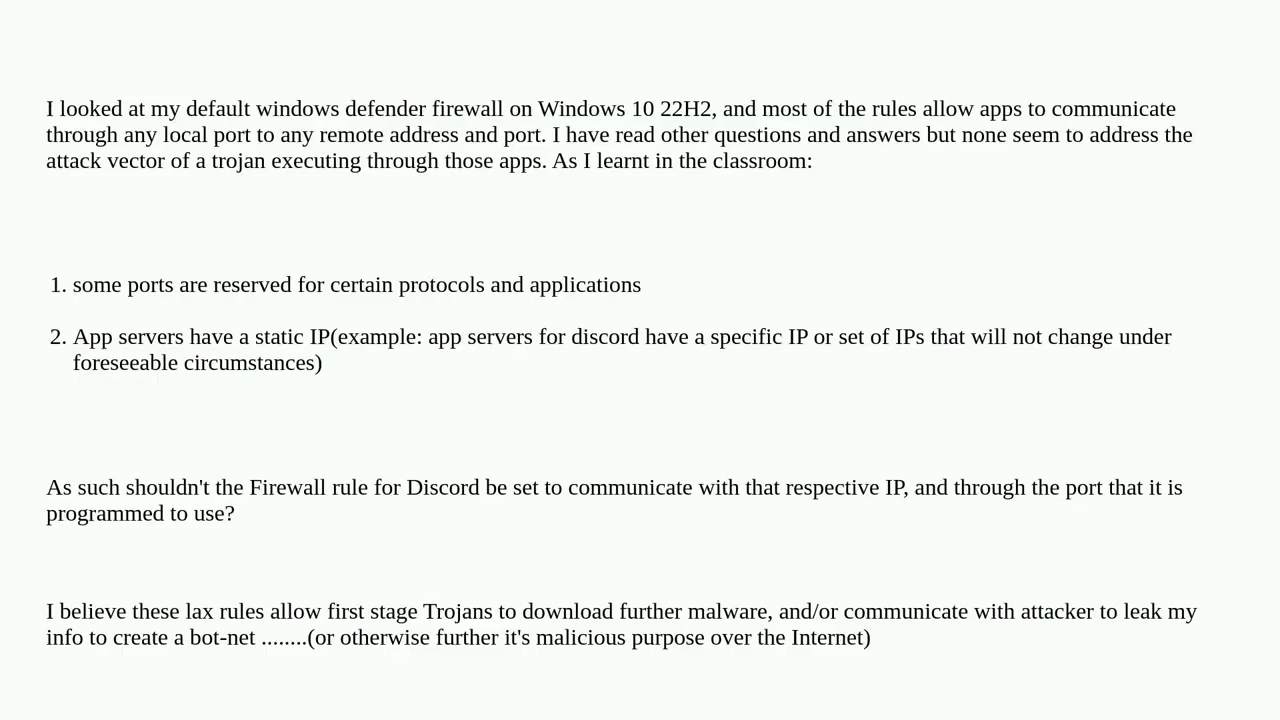 I looked at my default windows defender firewall on Windows 10 22H2, and most of the rules allow apps to communicate
through any local port to any remote address and port. I have read other questions and answers but none seem to address the
attack vector of a trojan executing through those apps. As I learnt in the classroom:
1. some ports are reserved for certain protocols and applications
2. App servers have a static IP(example: app servers for discord have a specific IP or set of IPs that will not change under
foreseeable circumstances)
As such shouldn't the Firewall rule for Discord be set to communicate with that respective IP, and through the port that it is
programmed to use?
I believe these lax rules allow first stage Trojans to download further malware, and/or communicate with attacker to leak my
info to create a bot-net ........(or otherwise further it's malicious purpose over the Internet)